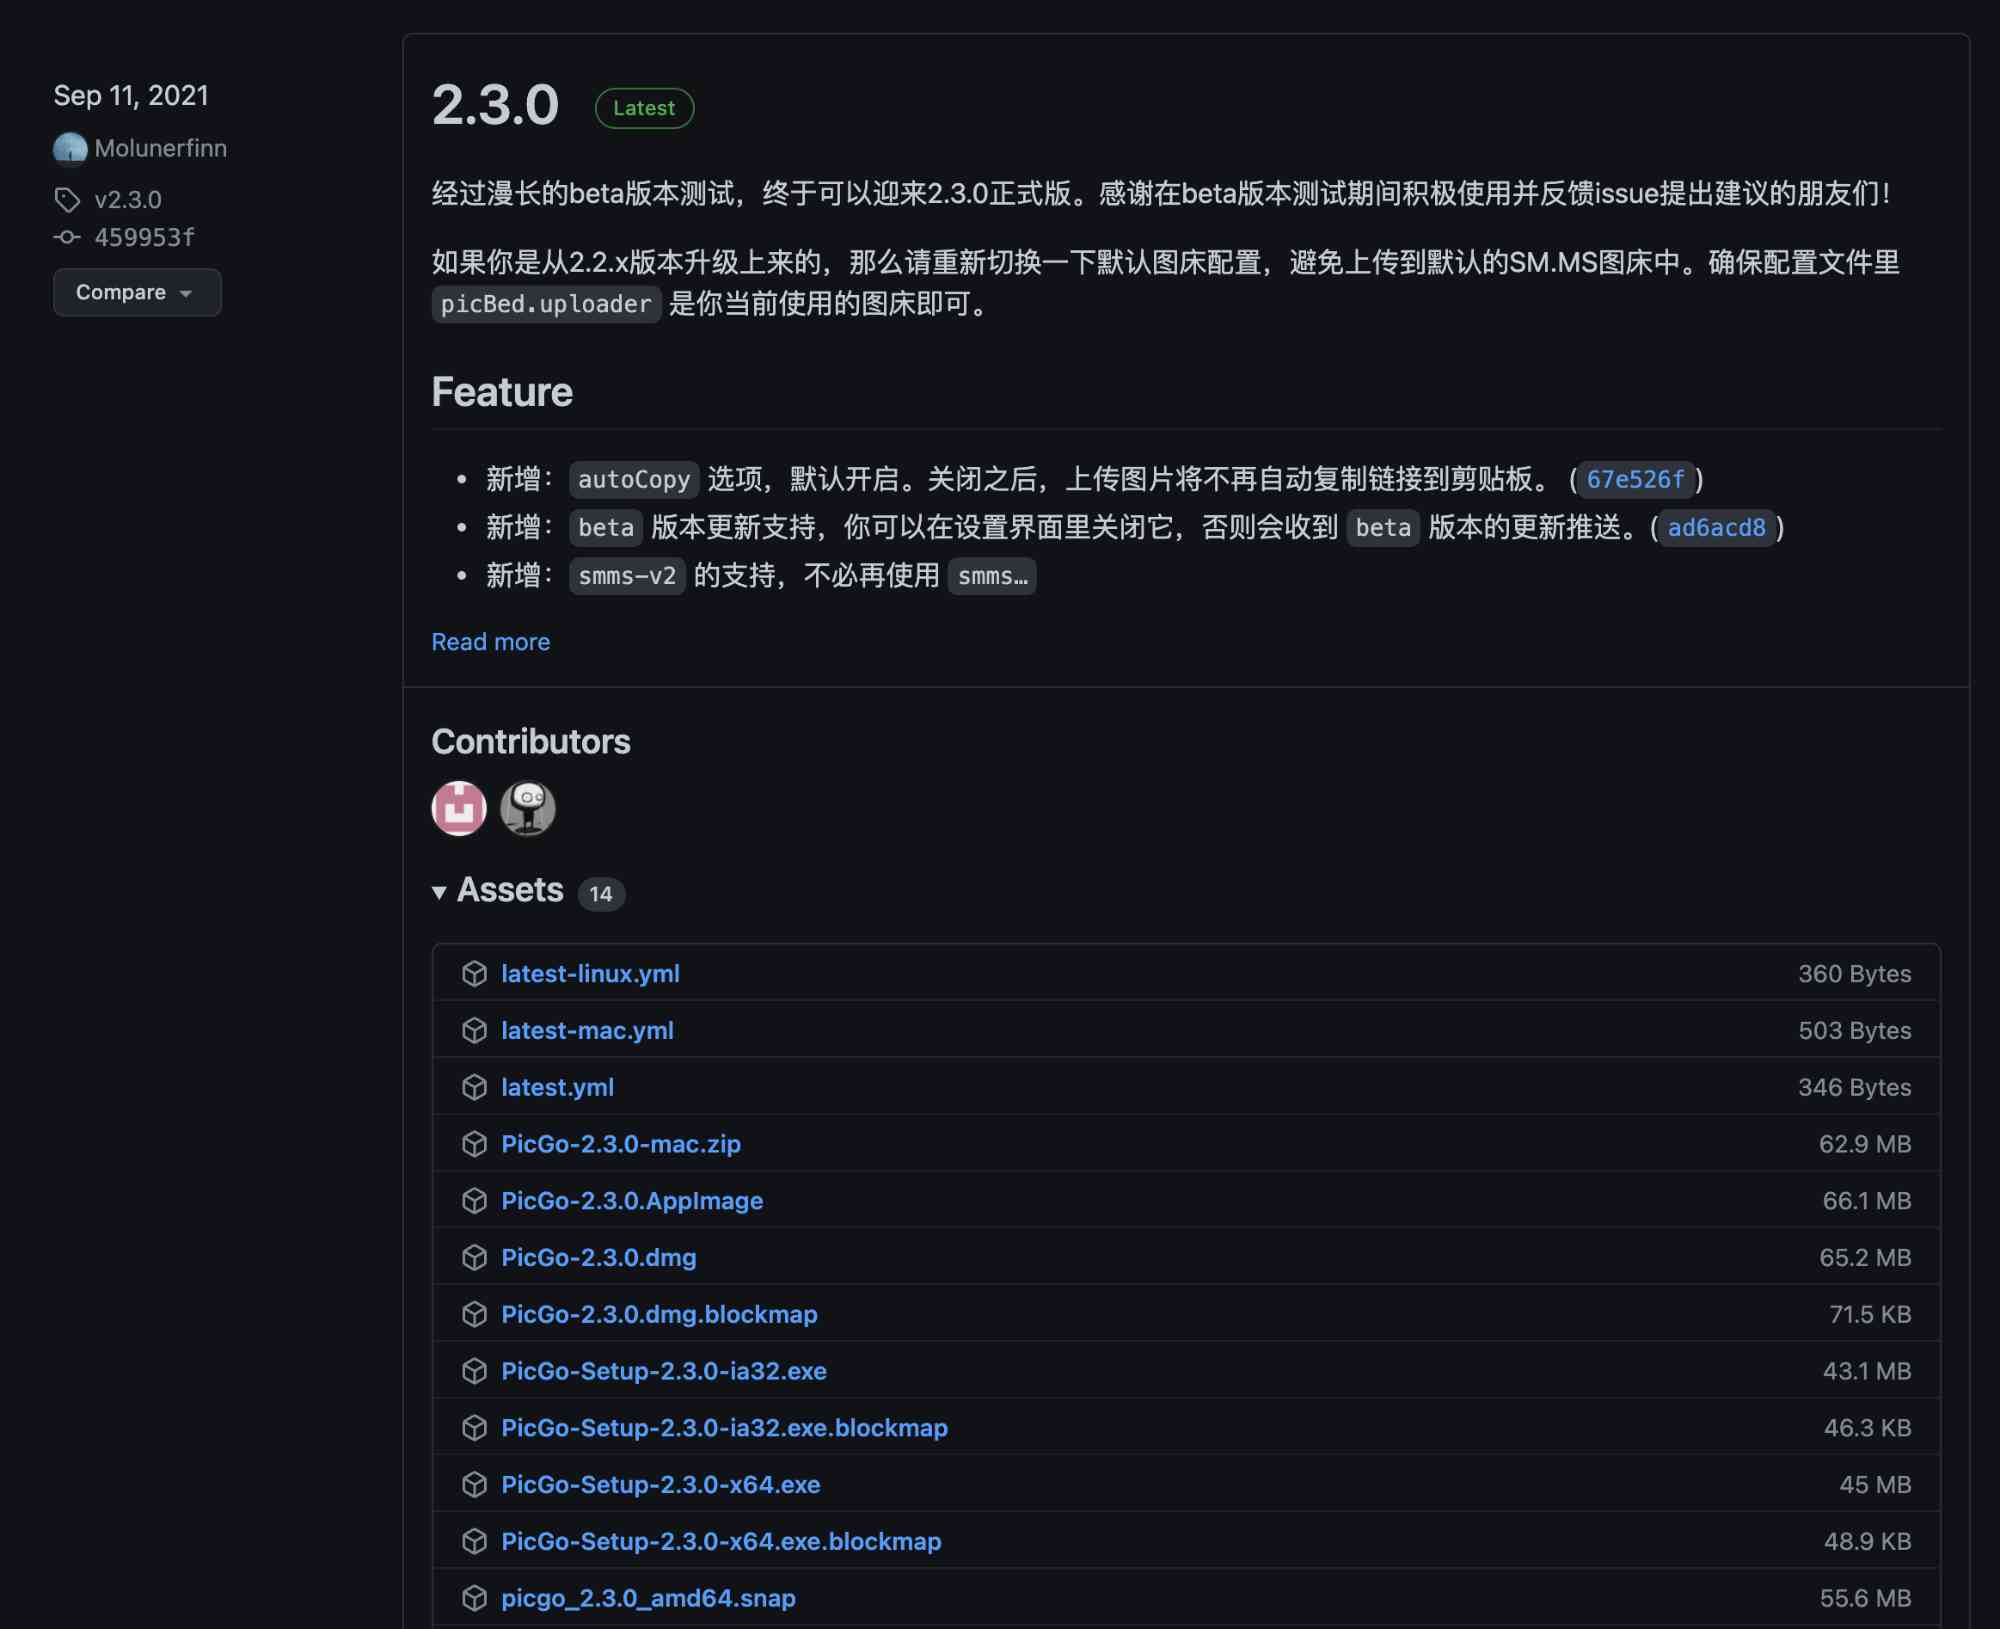 Sep 11, 2021
Molunerfinn
v2.3.0
459953f
Compare
2.3.0 Latest
经过漫长的beta版本测试，终于可以迎来2.3.0正式版。感谢在beta版本测试期间积极使用并反馈issue提出建议的朋友们！
如果你是从2.2.x版本升级上来的，那么请重新切换一下默认图床配置，避免上传到默认的SM.MS图床中。确保配置文件里
picBed.uploader 是你当前使用的图床即可。
Feature
• 新增：autoCopy 选项，默认开启。关闭之后，上传图片将不再自动复制链接到剪贴板。 (67e526f)
• 新增：beta 版本更新支持，你可以在设置界面里关闭它，否则会收到 beta 版本的更新推送。(ad6acd8)
• 新增：smms-v2 的支持，不必再使用 smms…
Read more
Contributors
Assets 14
latest-linux.yml 360 Bytes
latest-mac.yml 503 Bytes
latest.yml 346 Bytes
PicGo-2.3.0-mac.zip 62.9 MB
PicGo-2.3.0.AppImage 66.1 MB
PicGo-2.3.0.dmg 65.2 MB
PicGo-2.3.0.dmg.blockmap 71.5 KB
PicGo-Setup-2.3.0-ia32.exe 43.1 MB
PicGo-Setup-2.3.0-ia32.exe.blockmap 46.3 KB
PicGo-Setup-2.3.0-x64.exe 45 MB
PicGo-Setup-2.3.0-x64.exe.blockmap 48.9 KB
picgo_2.3.0_amd64.snap 55.6 MB